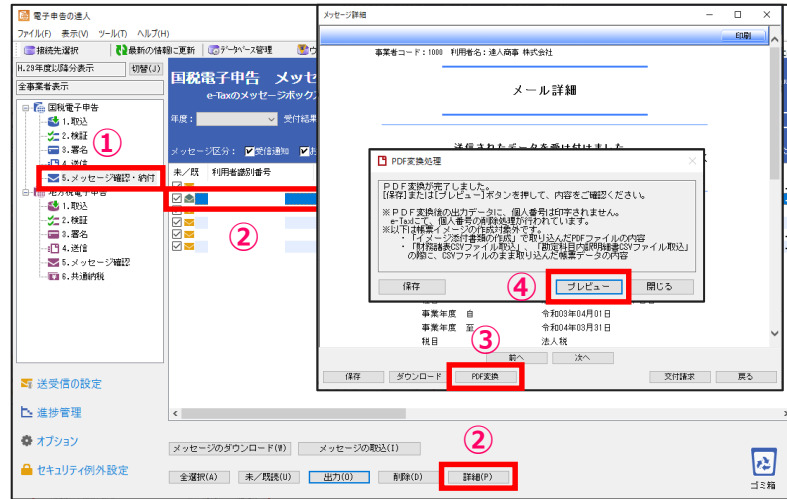 電子申告の達人
ファイル(F) 表示(V) ツール(T) ヘルプ(H)
接続先選択 最新の情報に更新 データベース管理
H.29年度以降分表示 切替(J)
全事業者表示
国税電子申告
1.取込
2.検証
3.署名
4.送信
5.メッセージ確認・納付
地方税電子申告
1.取込
2.検証
3.署名
4.送信
5.メッセージ確認
6.共通納税
①
国税電子申告 メッセ
e-Taxのメッセージボック
年度: 受付結果
メッセージ区分: 受信通知
未/既 利用者識別番号
②
メッセージ詳細
印刷
事業者コード:1000 利用者名:達人商事 株式会社
メール詳細
送信されたデータを受け付けました
PDF変換処理
PDF変換が完了しました。
[保存]または[プレビュー]ボタンを押して、内容をご確認ください。
※PDF変換後の出力データに、個人番号は印字されません。
e-Taxにて、個人番号の削除処理が行われています。
※以下は帳票イメージの作成対象外です。
・「イメージ添付書類の作成」で取り込んだPDFファイルの内容
・「財務諸表CSVファイル取込」、「勘定科目内訳明細書CSVファイル取込」
の際に、CSVファイルのまま取り込んだ帳票データの内容
保存 ④ プレビュー 閉じる
事業年度 自 令和03年04月01日
事業年度 至 令和04年03月31日
税目 法人税
③
前へ 次へ
保存 ダウンロード PDF変換 交付請求 戻る
送受信の設定
進捗管理
オプション
セキュリティ例外設定
メッセージのダウンロード(W) メッセージの取込(I)
②
全選択(A) 未/既読(U) 出力(O) 削除(D) 詳細(P)
ゴミ箱